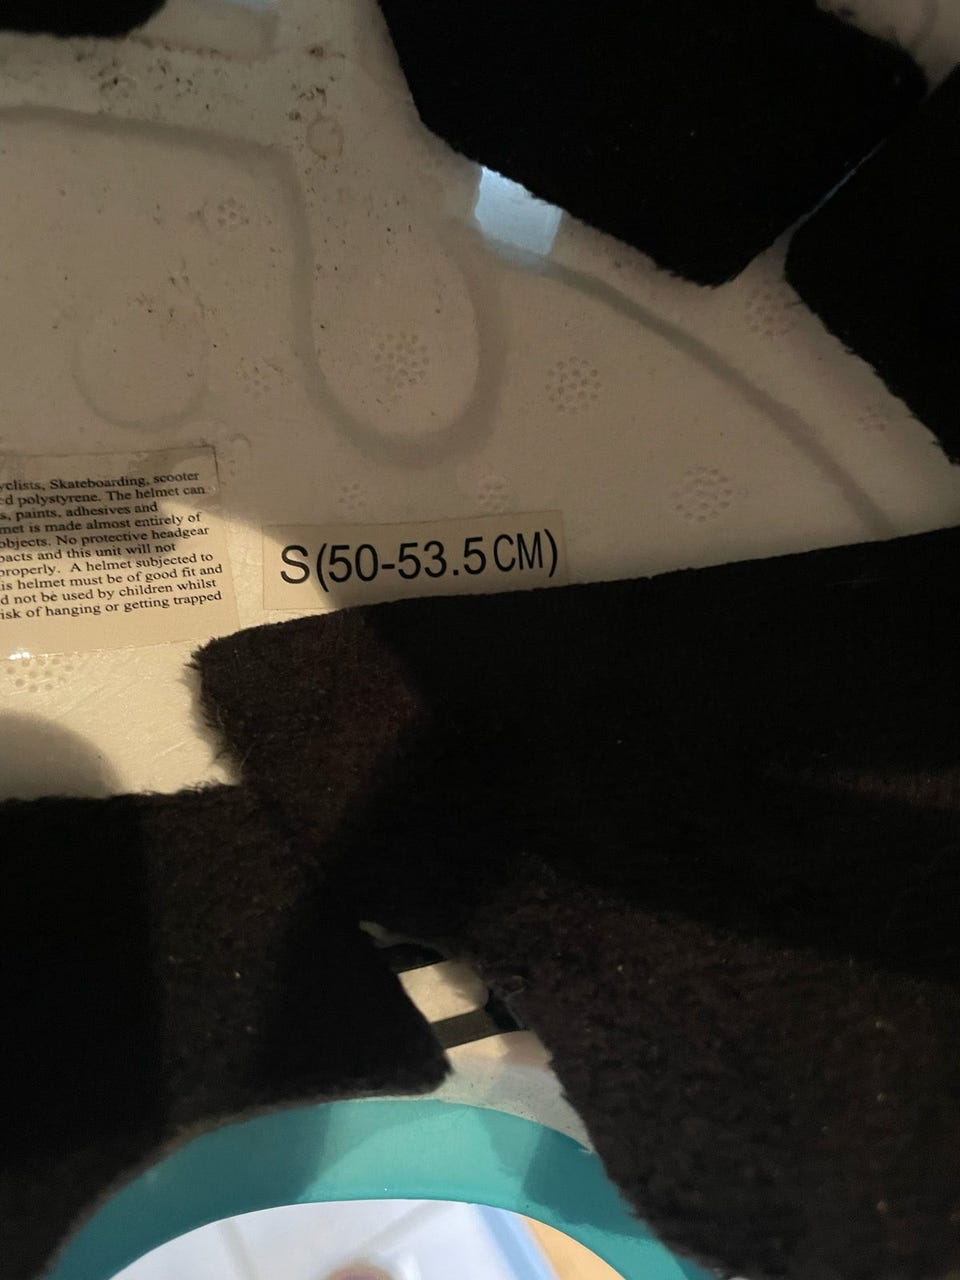 yclists, Skateboarding, scooter
d polystyrene. The helmet can
s, paints, adhesives and
met is made almost entirely of
objects. No protective headgear
pacts and this unit will not
properly. A helmet subjected to
is helmet must be of good fit and
d not be used by children whilst
isk of hanging or getting trapped
S(50-53.5CM)